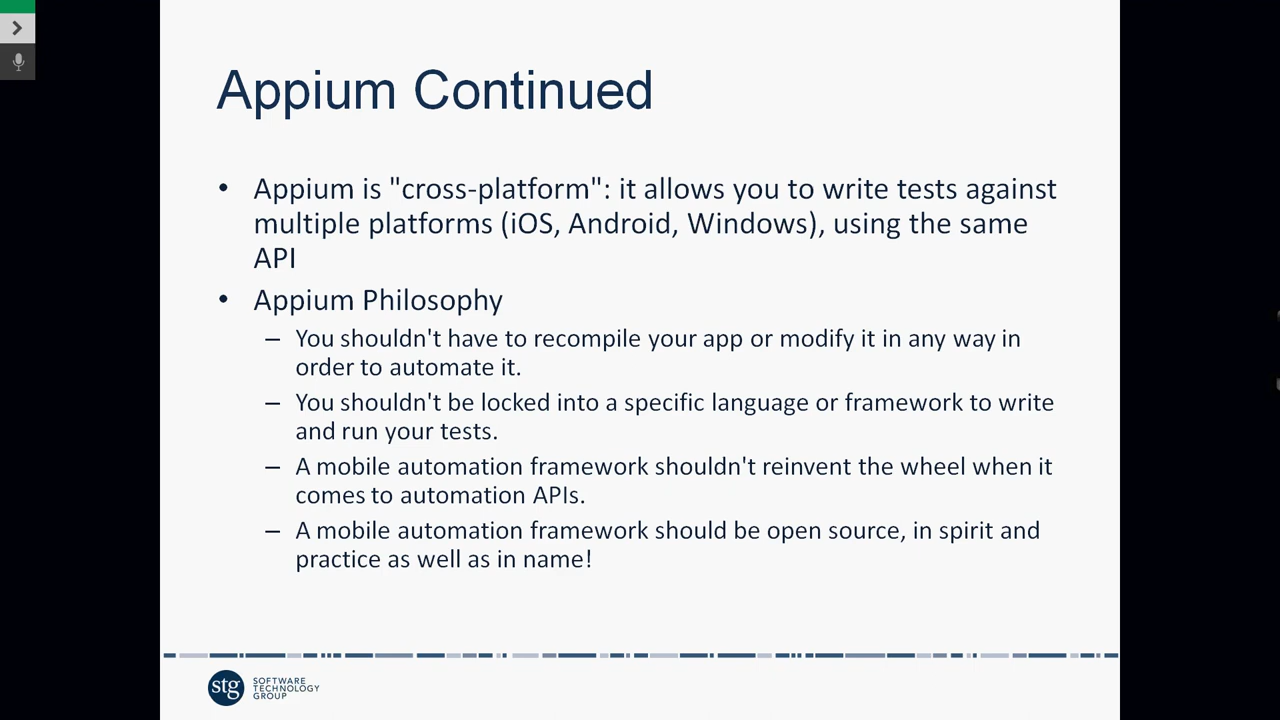 Appium Continued
• Appium is "cross-platform": it allows you to write tests against
multiple platforms (iOS, Android, Windows), using the same
API
• Appium Philosophy
– You shouldn't have to recompile your app or modify it in any way in
order to automate it.
– You shouldn't be locked into a specific language or framework to write
and run your tests.
– A mobile automation framework shouldn't reinvent the wheel when it
comes to automation APIs.
– A mobile automation framework should be open source, in spirit and
practice as well as in name!
stg
SOFTWARE
TECHNOLOGY
GROUP